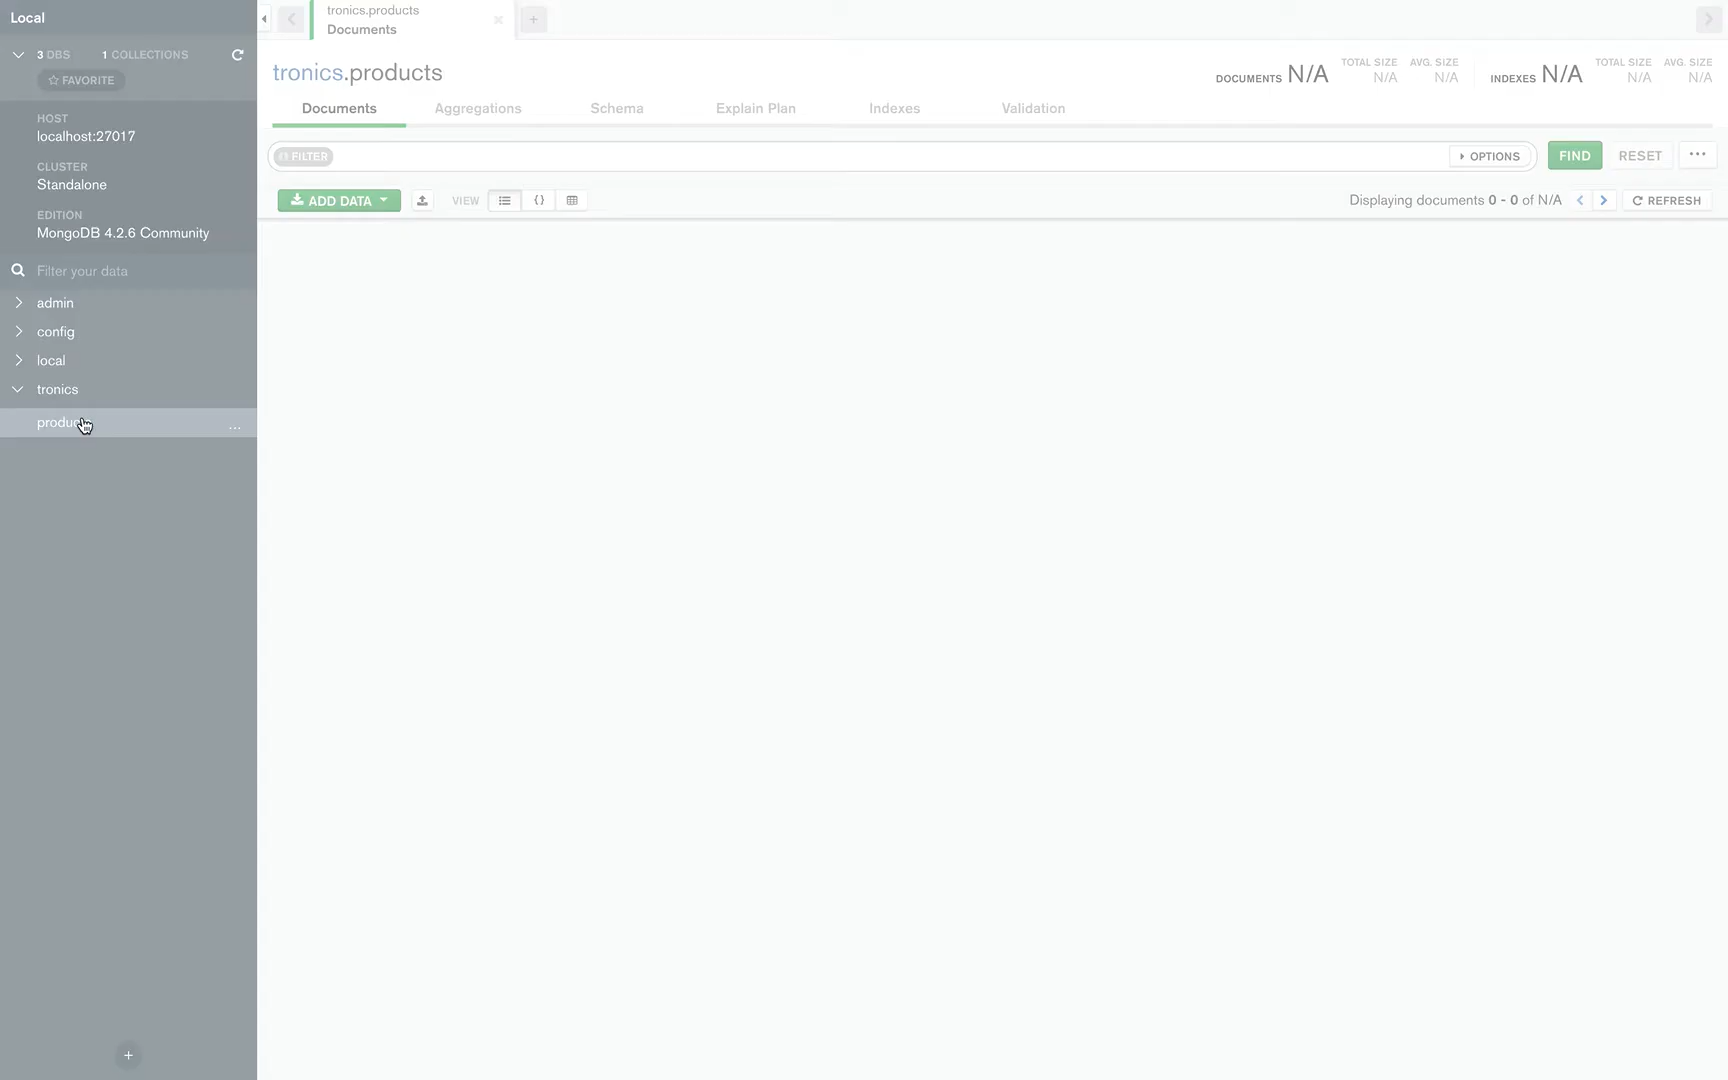 Local
3 DBS 1 COLLECTIONS
FAVORITE
HOST
localhost:27017
CLUSTER
Standalone
EDITION
MongoDB 4.2.6 Community
Filter your data
admin
config
local
tronics
...
tronics.products
Documents
tronics.products
DOCUMENTS N/A
TOTAL SIZE
N/A
AVG. SIZE
N/A
INDEXES N/A
TOTAL SIZE
N/A
AVG. SIZE
N/A
Documents Aggregations Schema Explain Plan Indexes Validation
FILTER
OPTIONS
FIND RESET ...
ADD DATA VIEW {}
Displaying documents 0 - 0 of N/A REFRESH